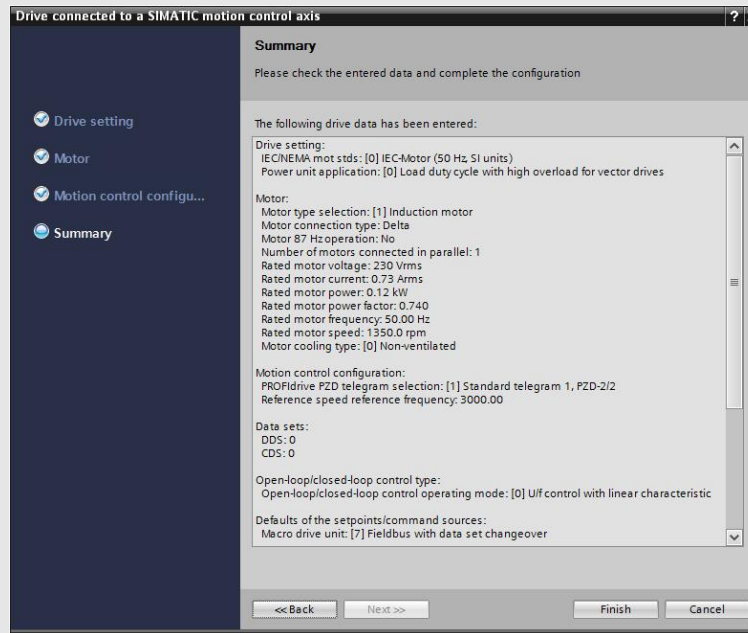 Drive connected to a SIMATIC motion control axis
?
Summary
Please check the entered data and complete the configuration
Drive setting
Motor
Motion control configu...
Summary
The following drive data has been entered:
Drive setting:
IEC/NEMA mot stds: [0] IEC-Motor (50 Hz, SI units)
Power unit application: [0] Load duty cycle with high overload for vector drives
Motor:
Motor type selection: [1] Induction motor
Motor connection type: Delta
Motor 87 Hz operation: No
Number of motors connected in parallel: 1
Rated motor voltage: 230 Vrms
Rated motor current: 0.73 Arms
Rated motor power: 0.12 kW
Rated motor power factor: 0.740
Rated motor frequency: 50.00 Hz
Rated motor speed: 1350.0 rpm
Motor cooling type: [0] Non-ventilated
Motion control configuration:
PROFIdrive PZD telegram selection: [1] Standard telegram 1, PZD-2/2
Reference speed reference frequency: 3000.00
Data sets:
DDS: 0
CDS: 0
Open-loop/closed-loop control type:
Open-loop/closed-loop control operating mode: [0] U/f control with linear characteristic
Defaults of the setpoints/command sources:
Macro drive unit: [7] Fieldbus with data set changeover
<< Back
Next >>
Finish
Cancel